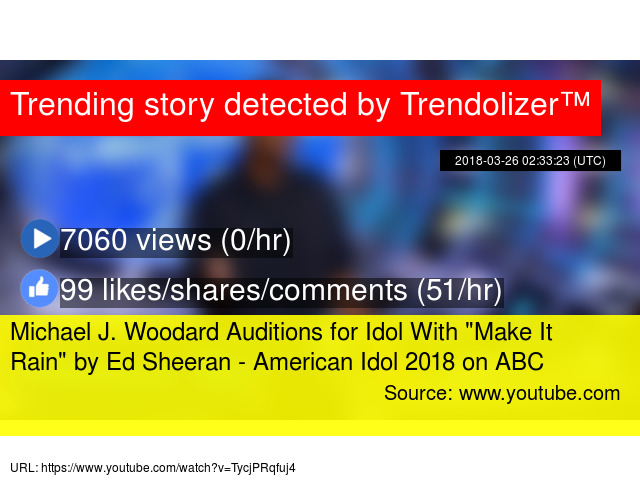 Trending story detected by Trendolizer™
2018-03-26 02:33:23 (UTC)
7060 views (0/hr)
99 likes/shares/comments (51/hr)
Michael J. Woodard Auditions for Idol With "Make It
Rain" by Ed Sheeran - American Idol 2018 on ABC
Source: www.youtube.com
URL: https://www.youtube.com/watch?v=TycjPRqfuj4